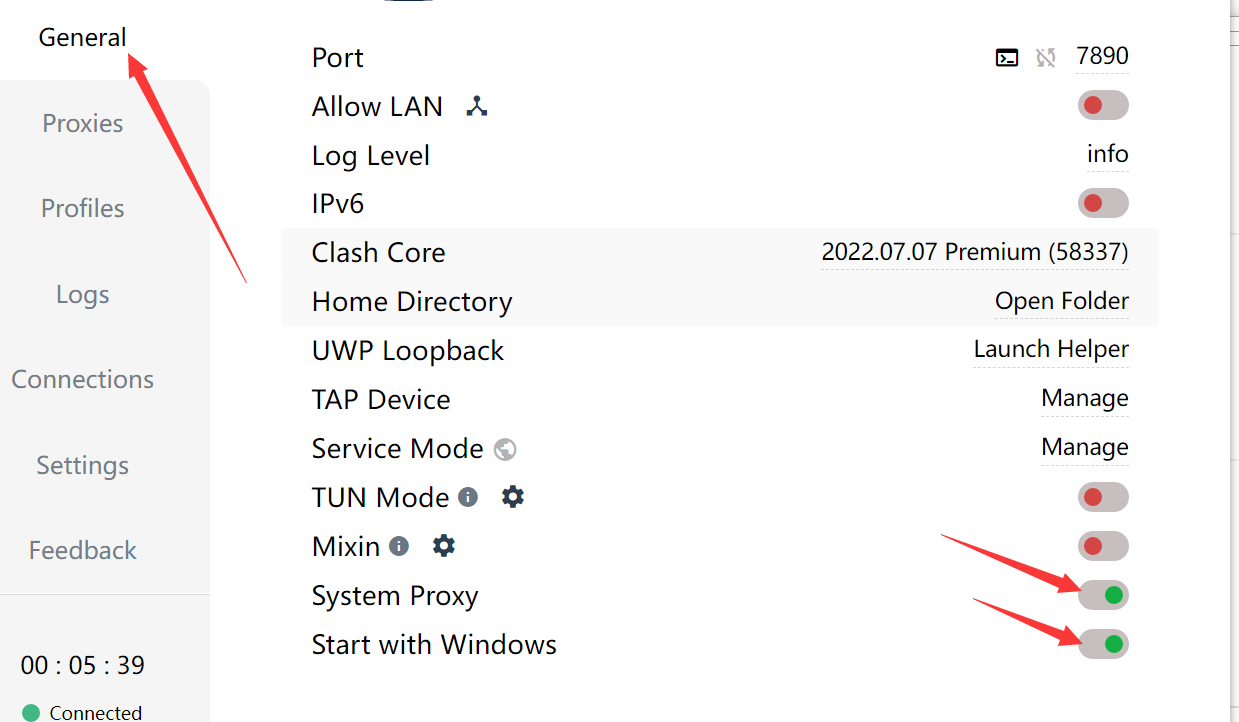 General
Proxies
Profiles
Logs
Connections
Settings
Feedback
00 : 05 : 39
Connected
Port 7890
Allow LAN
Log Level info
IPv6
Clash Core 2022.07.07 Premium (58337)
Home Directory Open Folder
UWP Loopback Launch Helper
TAP Device Manage
Service Mode Manage
TUN Mode
Mixin
System Proxy
Start with Windows